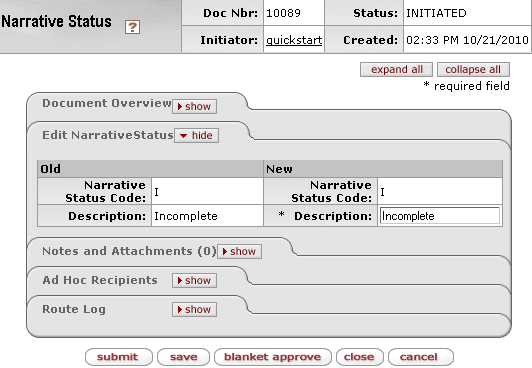 Narrative Status ? Doc Nbr: 10089 Status: INITIATED
Initiator: quickstart Created: 02:33 PM 10/21/2010
expand all collapse all
* required field
Document Overview show
Edit NarrativeStatus hide
Old New
Narrative Status Code: I Narrative Status Code: I
Description: Incomplete * Description: Incomplete
Notes and Attachments (0) show
Ad Hoc Recipients show
Route Log show
submit save blanket approve close cancel